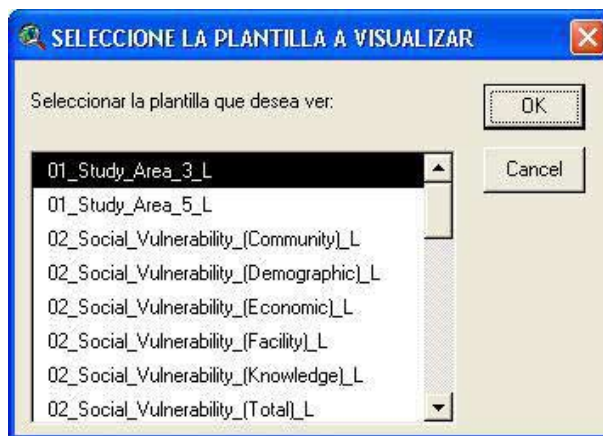 SELECCIONE LA PLANTILLA A VISUALIZAR
Seleccionar la plantilla que desea ver:
OK
Cancel
01_Study_Area_3_L
01_Study_Area_5_L
02_Social_Vulnerability_(Community)_L
02_Social_Vulnerability_(Demographic)_L
02_Social_Vulnerability_(Economic)_L
02_Social_Vulnerability_(Facility)_L
02_Social_Vulnerability_(Knowledge)_L
02_Social_Vulnerability_(Total)_L